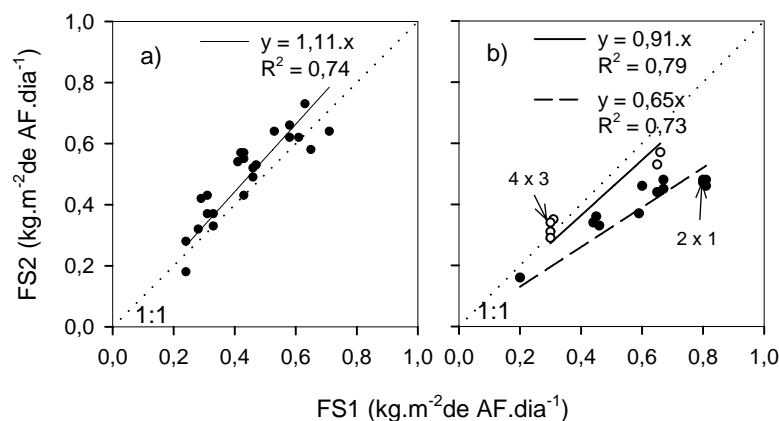 a)
y = 1,11.x
R² = 0,74
b)
y = 0,91.x
R² = 0,79
y = 0,65x
R² = 0,73
4 x 3
2 x 1
1:1
1:1
FS2 (kg.m⁻²de AF.dia⁻¹)
1,0
0,8
0,6
0,4
0,2
0,0
0,0 0,2 0,4 0,6 0,8 1,0
0,0 0,2 0,4 0,6 0,8 1,0
FS1 (kg.m⁻²de AF.dia⁻¹)